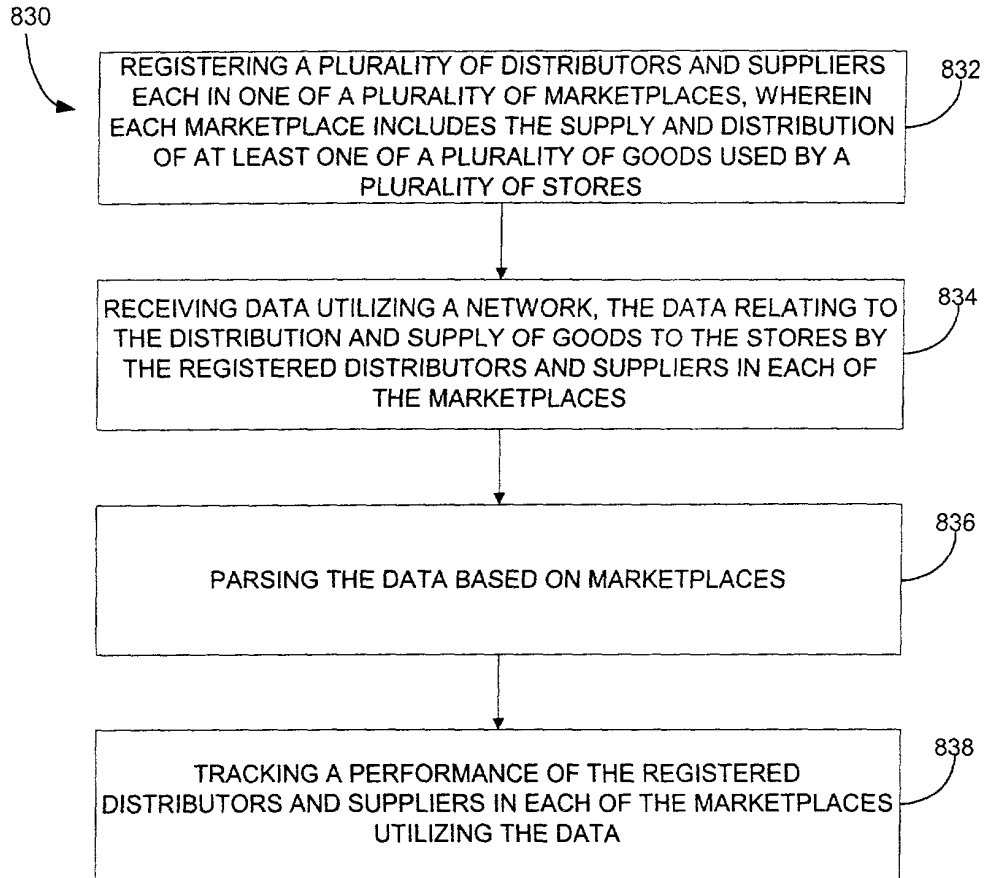 830
REGISTERING A PLURALITY OF DISTRIBUTORS AND SUPPLIERS
EACH IN ONE OF A PLURALITY OF MARKETPLACES, WHEREIN
EACH MARKETPLACE INCLUDES THE SUPPLY AND DISTRIBUTION
OF AT LEAST ONE OF A PLURALITY OF GOODS USED BY A
PLURALITY OF STORES
832
RECEIVING DATA UTILIZING A NETWORK, THE DATA RELATING TO
THE DISTRIBUTION AND SUPPLY OF GOODS TO THE STORES BY
THE REGISTERED DISTRIBUTORS AND SUPPLIERS IN EACH OF
THE MARKETPLACES
834
PARSING THE DATA BASED ON MARKETPLACES
836
TRACKING A PERFORMANCE OF THE REGISTERED
DISTRIBUTORS AND SUPPLIERS IN EACH OF THE MARKETPLACES
UTILIZING THE DATA
838